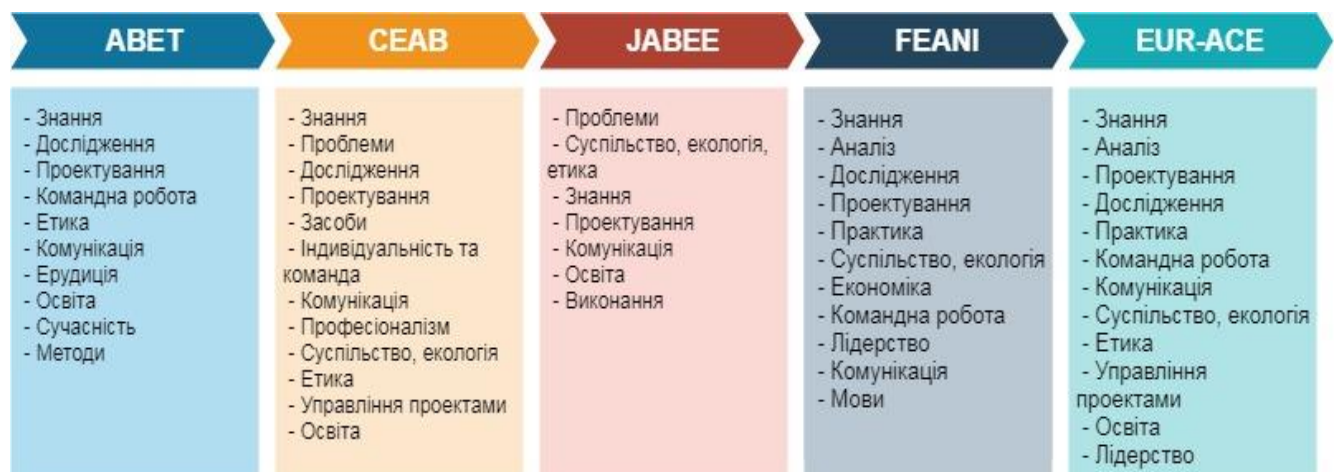 ABET
CEAB
JABEE
FEANI
EUR-ACE
- Знання
- Дослідження
- Проектування
- Командна робота
- Етика
- Комунікація
- Ерудиція
- Освіта
- Сучасність
- Методи
- Знання
- Проблеми
- Дослідження
- Проектування
- Засоби
- Індивідуальність та
команда
- Комунікація
- Професіоналізм
- Суспільство, екологія
- Етика
- Управління проектами
- Освіта
- Проблеми
- Суспільство, екологія,
етика
- Знання
- Проектування
- Комунікація
- Освіта
- Виконання
- Знання
- Аналіз
- Дослідження
- Проектування
- Практика
- Суспільство, екологія
- Економіка
- Командна робота
- Лідерство
- Комунікація
- Мови
- Знання
- Аналіз
- Проектування
- Дослідження
- Практика
- Командна робота
- Комунікація
- Суспільство, екологія
- Етика
- Управління
проектами
- Освіта
- Лідерство